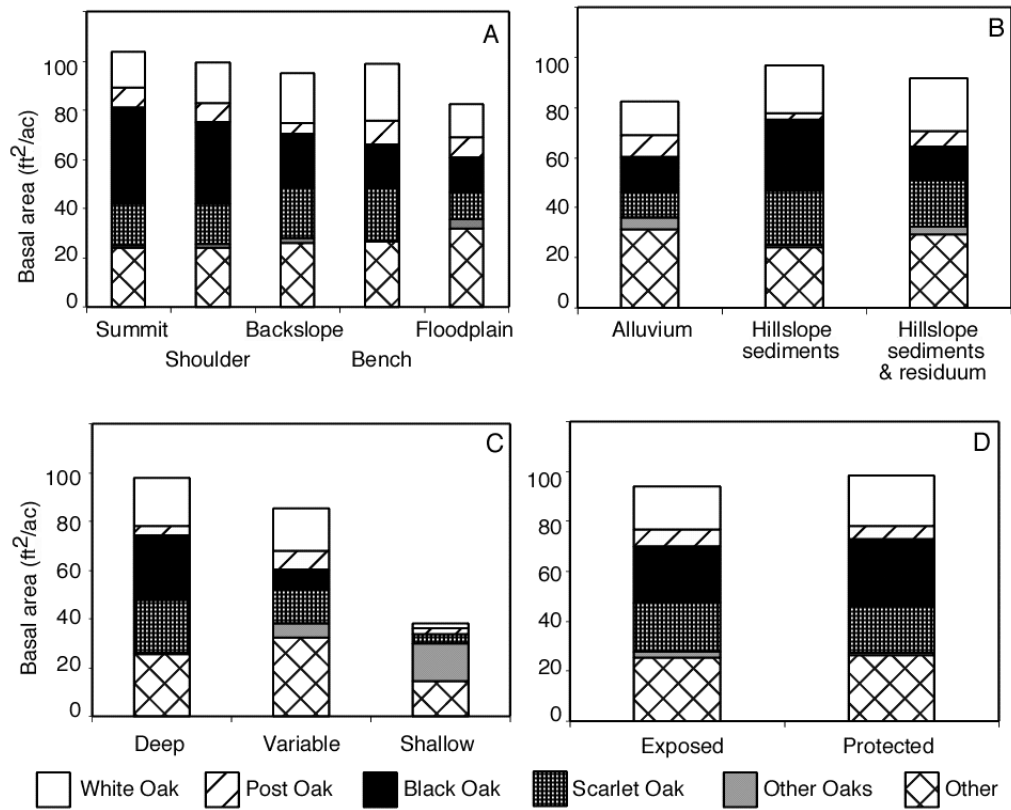 A
Basal area (ft²/ac)
100
80
60
40
20
0
Summit
Backslope
Floodplain
Shoulder
Bench
B
100
80
60
40
20
0
Alluvium
Hillslope
sediments
Hillslope
sediments
& residuum
C
Basal area (ft²/ac)
100
80
60
40
20
0
Deep
Variable
Shallow
D
100
80
60
40
20
0
Exposed
Protected
White Oak
Post Oak
Black Oak
Scarlet Oak
Other Oaks
Other